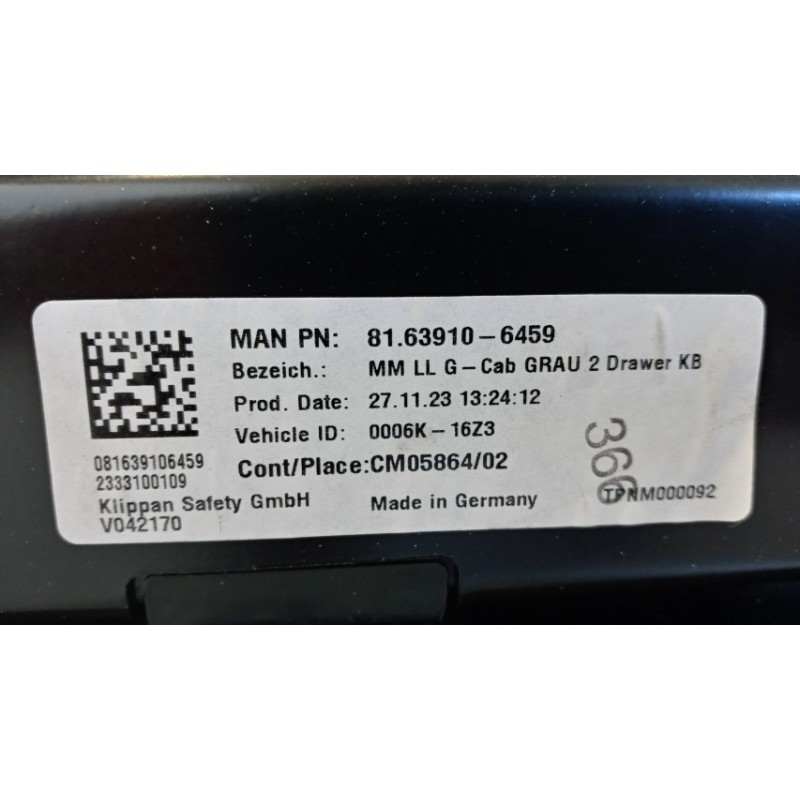 MAN PN: 81.63910-6459
Bezeich.: MM LL G-Cab GRAU 2 Drawer KB
Prod. Date: 27.11.23 13:24:12
Vehicle ID: 0006K-16Z3
Cont/Place:CM05864/02
081639106459
2333100109
Klippan Safety GmbH Made in Germany
V042170
366
TPNM000092